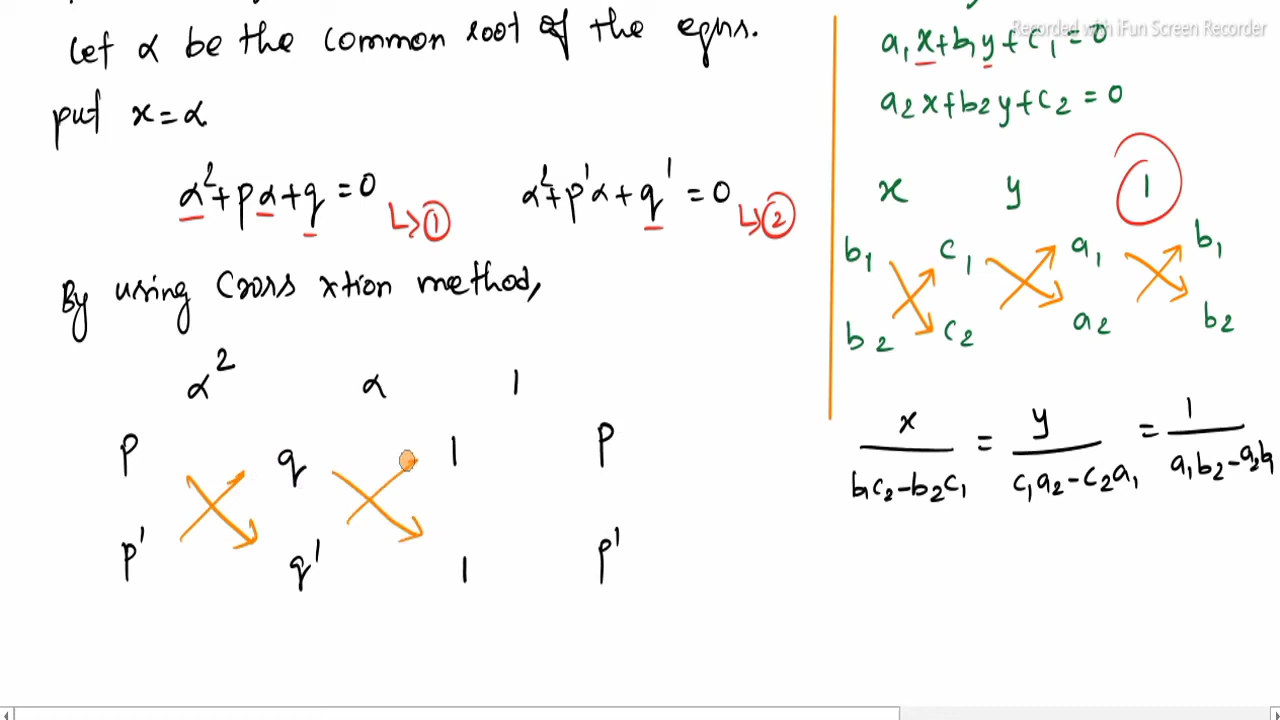 Let α be the common root of the eqns.
put x=α
α²+pα+q=0 ↳①
α²+p'α+q'=0 ↳②
By using Cross xtion method,
α² α 1
p q 1 p
p' q' 1 p'
Recorded with iFun Screen Recorder
a₁x+b₁y+c₁=0
a₂x+b₂y+c₂=0
x y 1
b₁ c₁ a₁ b₁
b₂ c₂ a₂ b₂
x/(b₁c₂-b₂c₁) = y/(c₁a₂-c₂a₁) = 1/(a₁b₂-a₂b₁